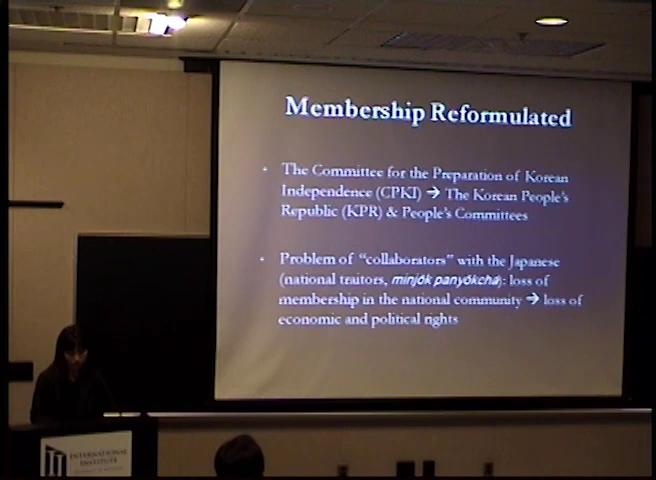 Membership Reformulated
• The Committee for the Preparation of Korean
Independence (CPKI) → The Korean People's
Republic (KPR) & People's Committees
• Problem of "collaborators" with the Japanese
(national traitors, minjŏk panyŏkcha): loss of
membership in the national community → loss of
economic and political rights
INTERNATIONAL
INSTITUTE